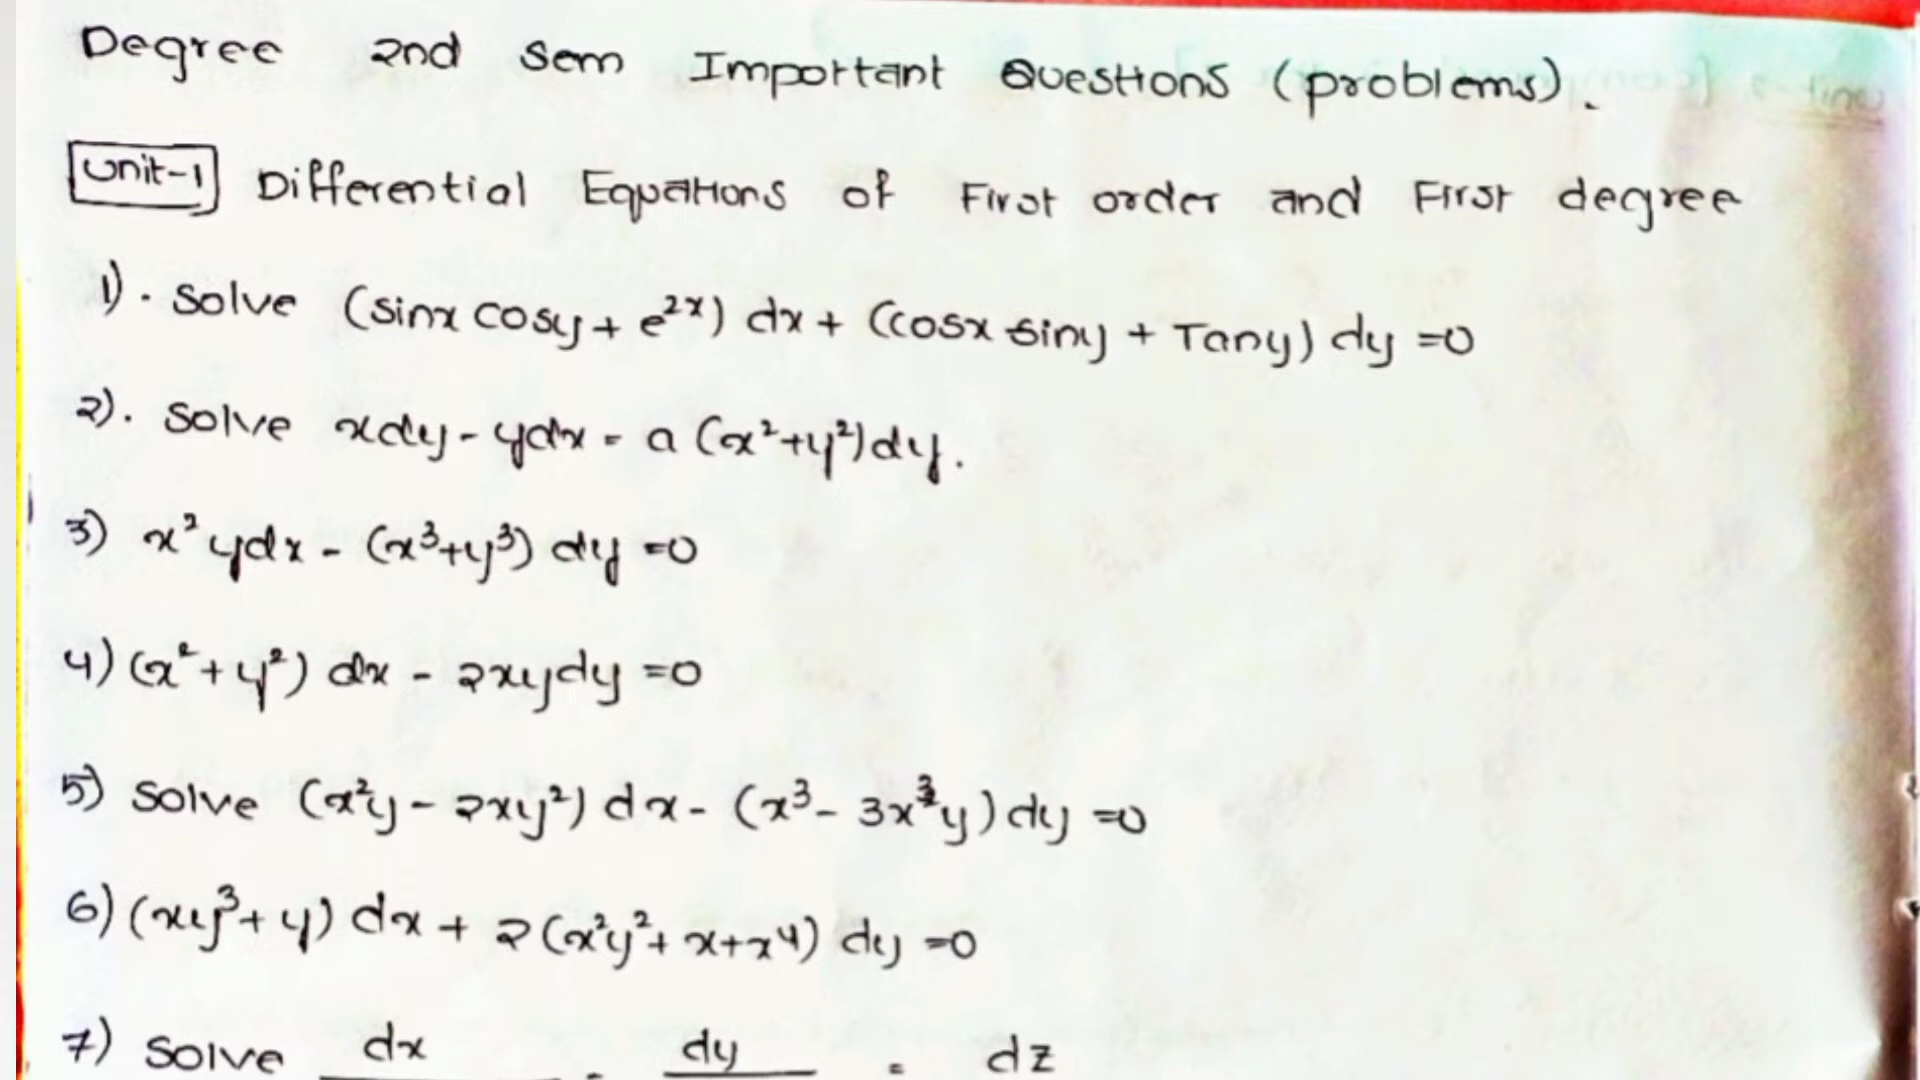 Degree 2nd Sem Important Questions (problems).
Unit-1 Differential Equations of First order and First degree
1). Solve (sinx cosy + e²ˣ) dx + (cosx siny + Tany) dy =0
2). Solve xdy - ydx = a (x²+y²)dy.
3) x²ydx - (x³+y³) dy =0
4) (x²+y²) dx - 2xydy =0
5) Solve (x²y - 2xy²) dx - (x³ - 3x²y) dy =0
6) (xy³+y) dx + 2(x²y²+ x+x⁴) dy =0
7) Solve dx dy = dz